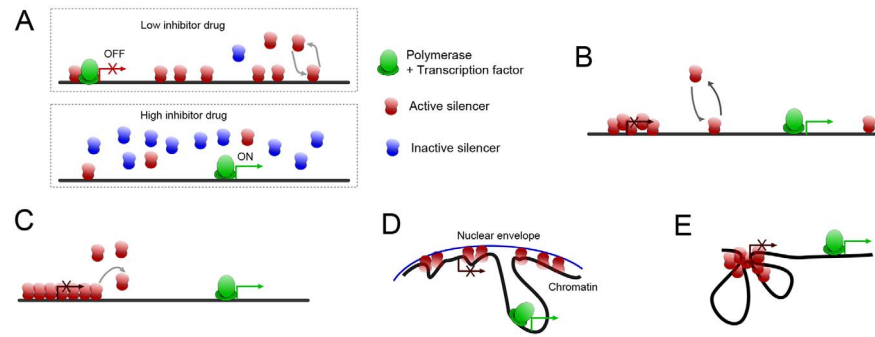 A
Low inhibitor drug
OFF
High inhibitor drug
ON
Polymerase
+ Transcription factor
Active silencer
Inactive silencer
B
C
D
Nuclear envelope
Chromatin
E